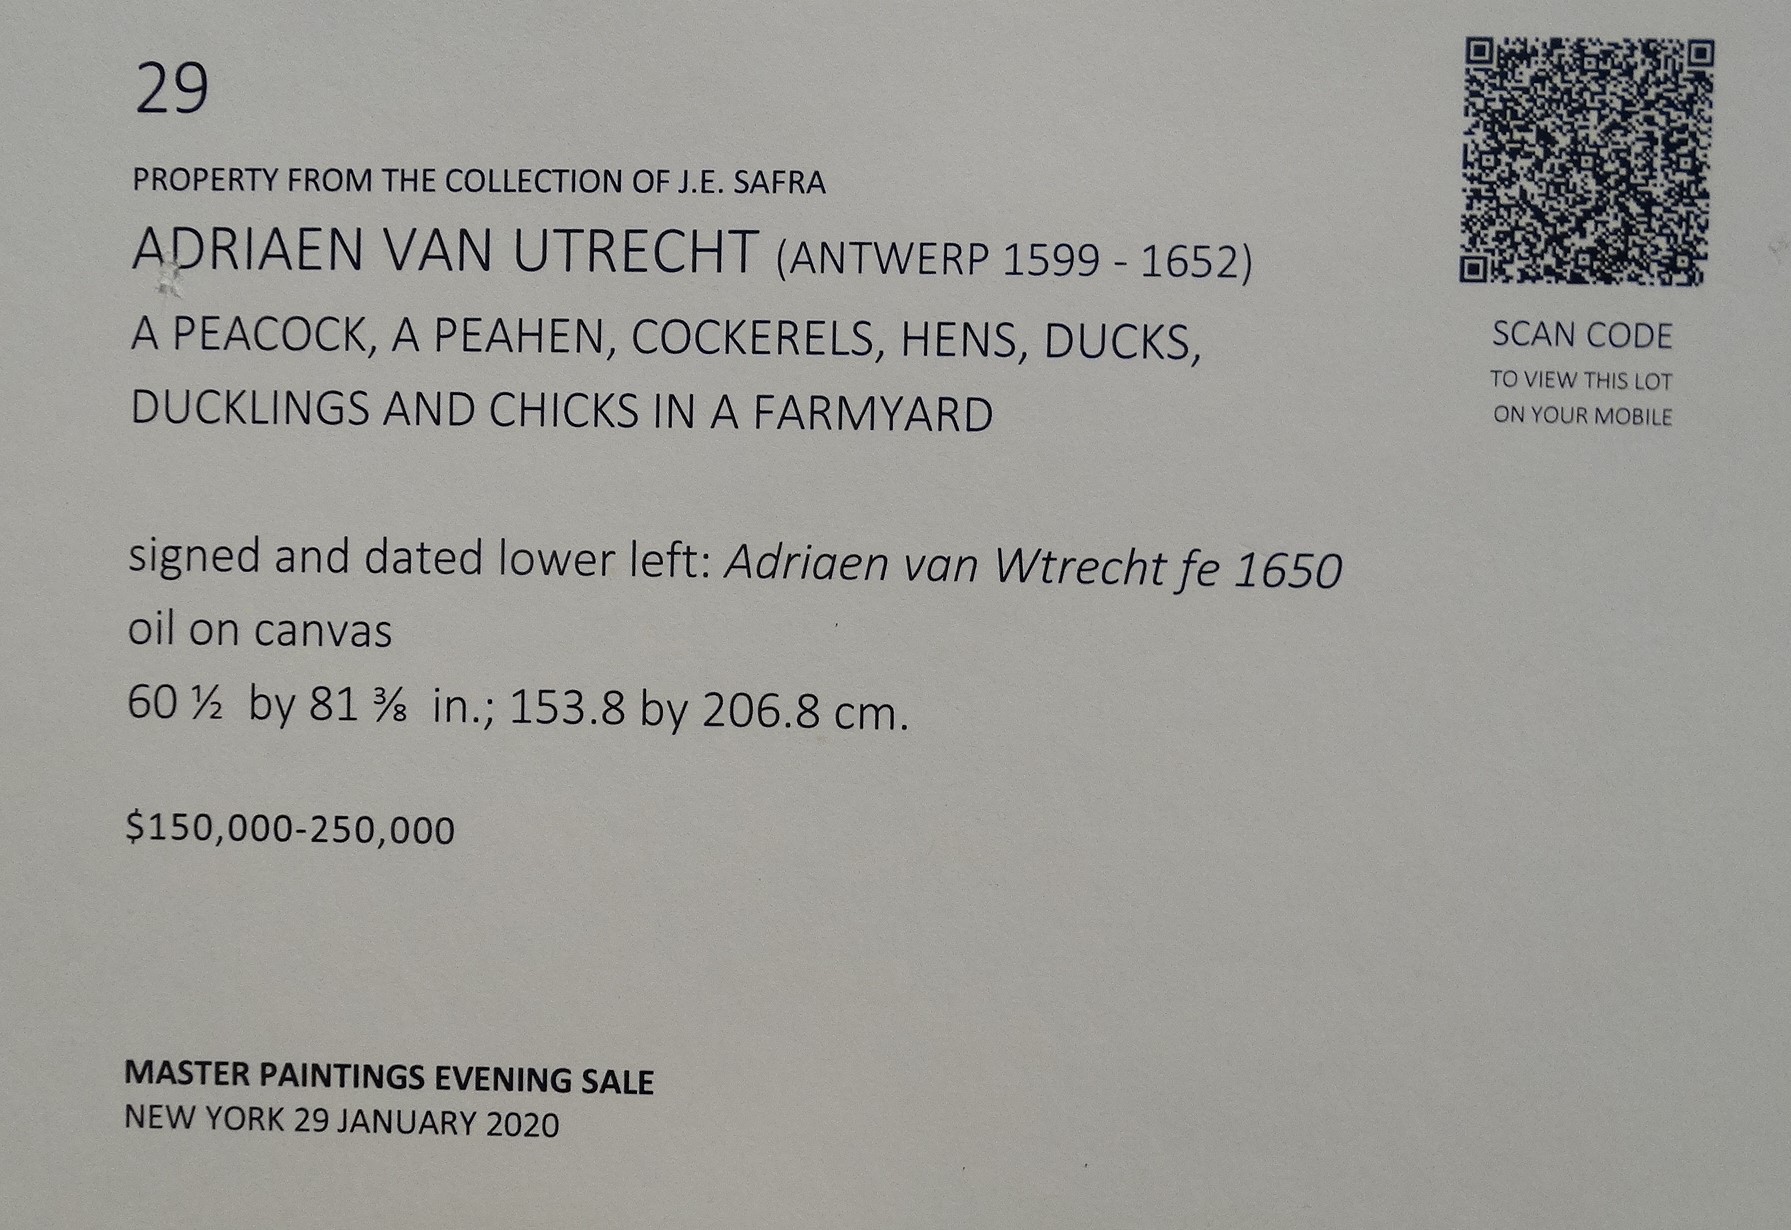 29
PROPERTY FROM THE COLLECTION OF J.E. SAFRA
ADRIAEN VAN UTRECHT (ANTWERP 1599 - 1652)
A PEACOCK, A PEAHEN, COCKERELS, HENS, DUCKS,
DUCKLINGS AND CHICKS IN A FARMYARD
signed and dated lower left: Adriaen van Wtrecht fe 1650
oil on canvas
60 ½ by 81 ⅜ in.; 153.8 by 206.8 cm.
$150,000-250,000
MASTER PAINTINGS EVENING SALE
NEW YORK 29 JANUARY 2020
SCAN CODE
TO VIEW THIS LOT
ON YOUR MOBILE